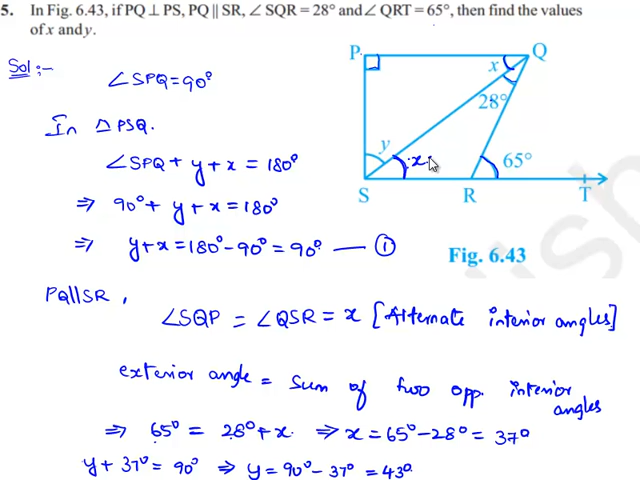 5. In Fig. 6.43, if PQ ⊥ PS, PQ || SR, ∠ SQR = 28° and ∠ QRT = 65°, then find the values
of x and y.
Sol :-
∠SPQ = 90°
In △PSQ.
∠SPQ + y + x = 180°
⇒ 90° + y + x = 180°
⇒ y + x = 180° - 90° = 90° — ①
P
Q
x
28°
y
x
65°
S
R
T
Fig. 6.43
PQ||SR ,
∠SQP = ∠QSR = x [Alternate interior angles]
exterior angle = sum of two opp. interior
angles
⇒ 65° = 28° + x. ⇒ x = 65° - 28° = 37°
y + 37° = 90° ⇒ y = 90° - 37° = 43°